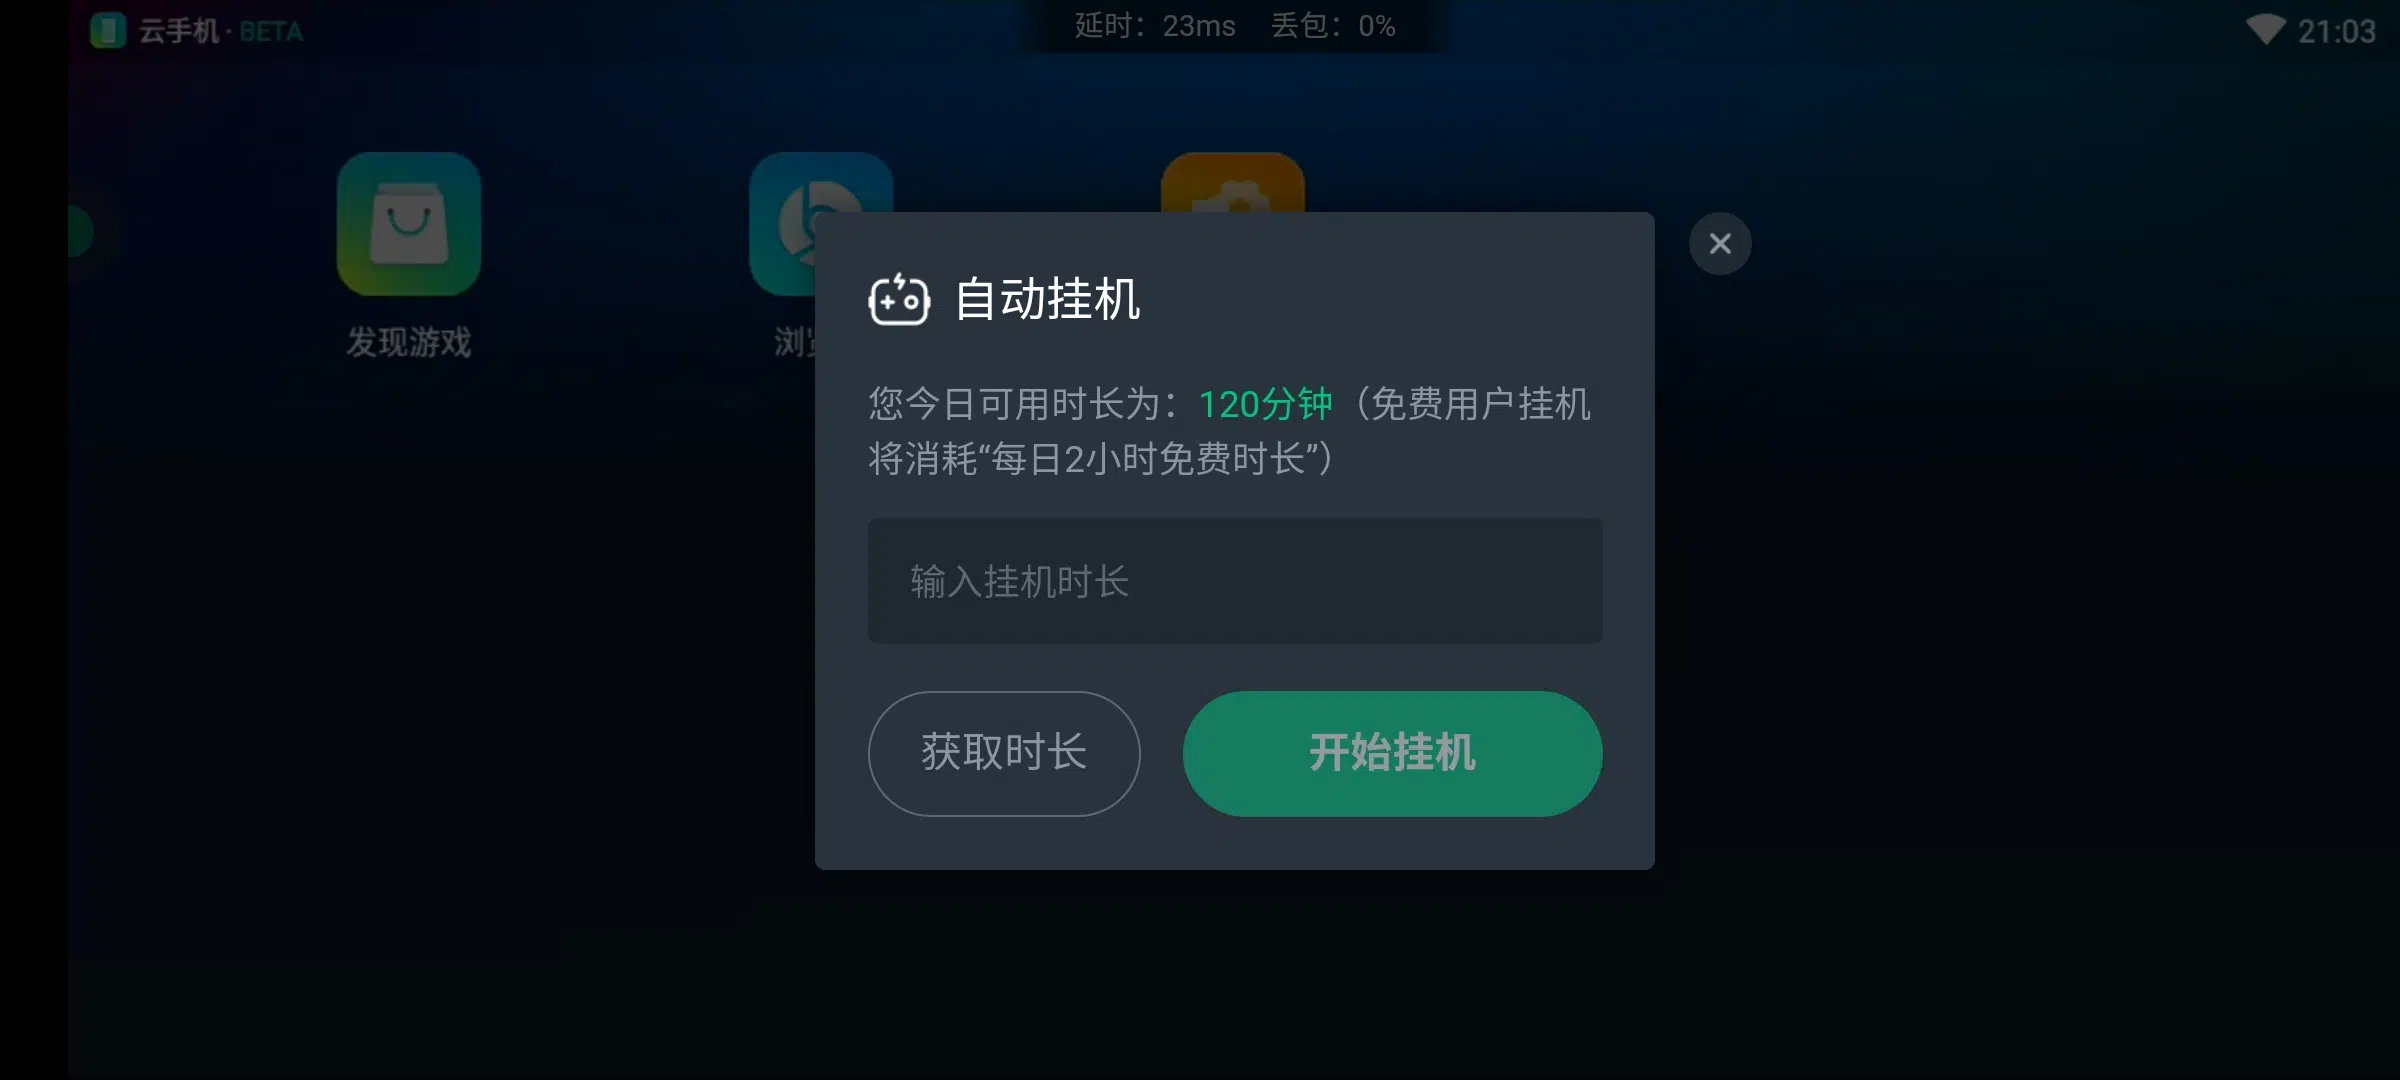 云手机·BETA
延时：23ms 丢包：0%
21:03
发现游戏
浏
自动挂机
您今日可用时长为：120分钟（免费用户挂机
将消耗“每日2小时免费时长”）
输入挂机时长
获取时长
开始挂机